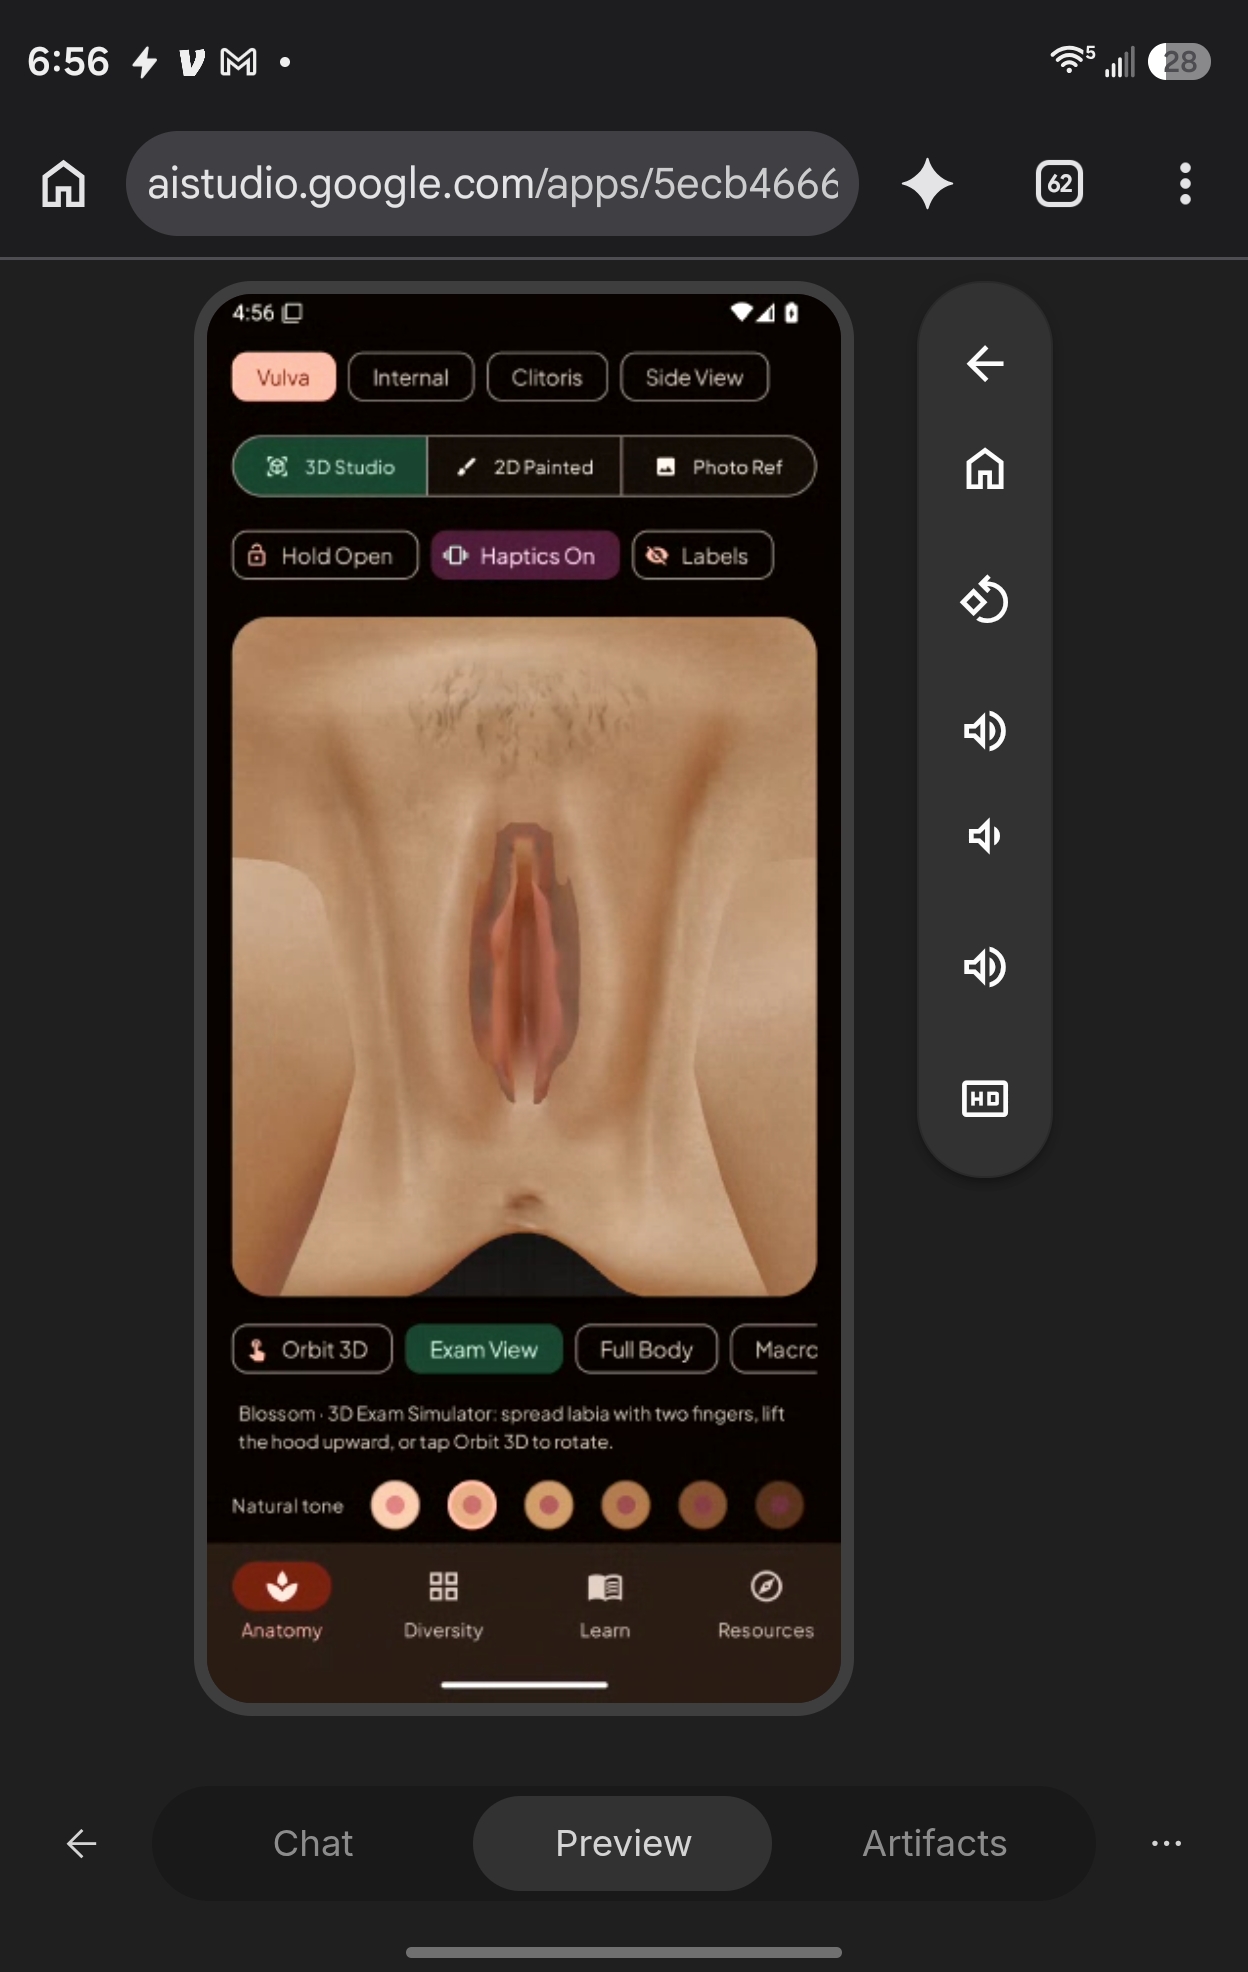 6:56
5
28
aistudio.google.com/apps/5ecb4666
62
4:56
Vulva Internal Clitoris Side View
3D Studio 2D Painted Photo Ref
Hold Open Haptics On Labels
HD
Orbit 3D Exam View Full Body Macro
Blossom · 3D Exam Simulator: spread labia with two fingers, lift
the hood upward, or tap Orbit 3D to rotate.
Natural tone
Anatomy Diversity Learn Resources
Chat Preview Artifacts